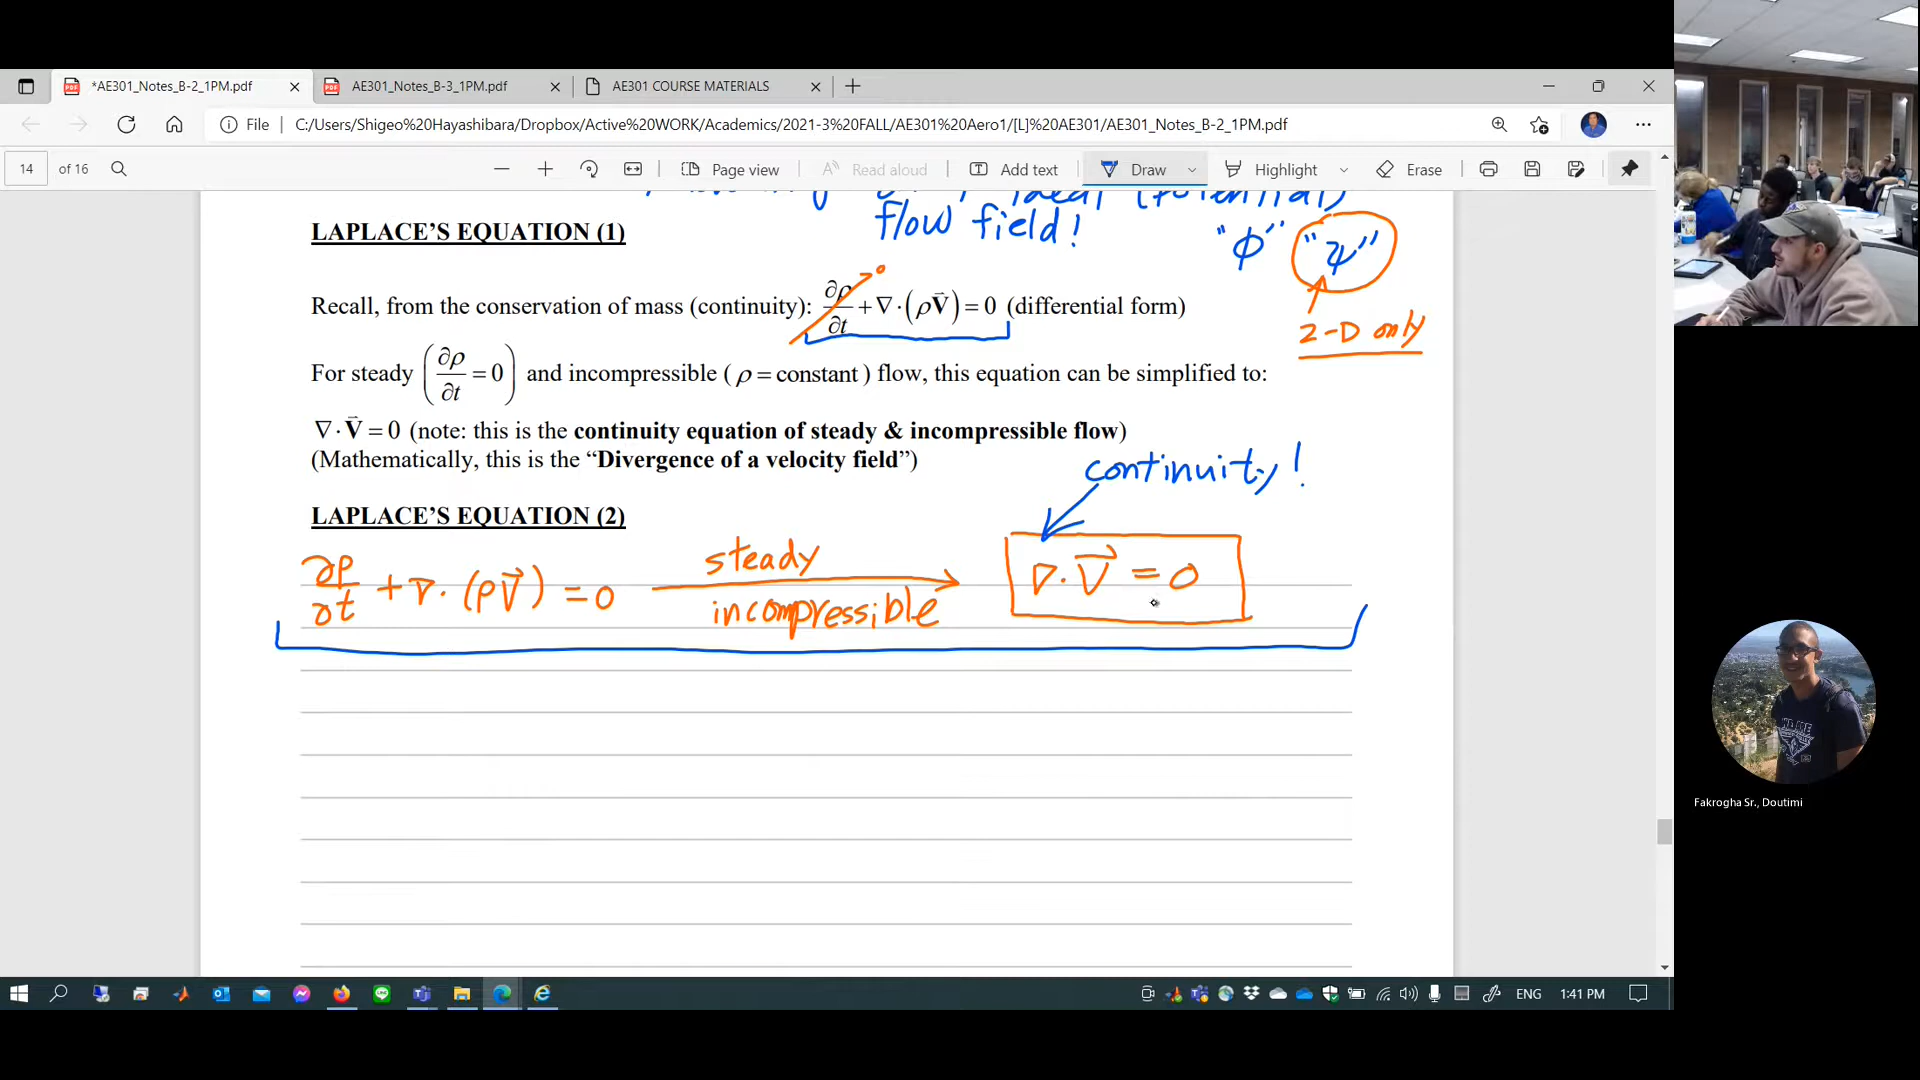 *AE301_Notes_B-2_1PM.pdf
AE301_Notes_B-3_1PM.pdf
AE301 COURSE MATERIALS
File
C:/Users/Shigeo%20Hayashibara/Dropbox/Active%20WORK/Academics/2021-3%20FALL/AE301%20Aero1/[L]%20AE301/AE301_Notes_B-2_1PM.pdf
14 of 16
Page view
Read aloud
Add text
Draw
Highlight
Erase
ideal (potential)
flow field!
"ϕ" "ψ"
2-D only
LAPLACE'S EQUATION (1)
Recall, from the conservation of mass (continuity): ∂ρ/∂t + ∇·(ρV⃗) = 0 (differential form)
0
For steady (∂ρ/∂t = 0) and incompressible (ρ = constant) flow, this equation can be simplified to:
∇·V⃗ = 0 (note: this is the continuity equation of steady & incompressible flow)
(Mathematically, this is the “Divergence of a velocity field”)
continuity!
LAPLACE'S EQUATION (2)
∂ρ/∂t + ∇·(ρV⃗) = 0 steady incompressible ∇·V⃗ = 0
Fakrogha Sr., Doutimi
ENG 1:41 PM